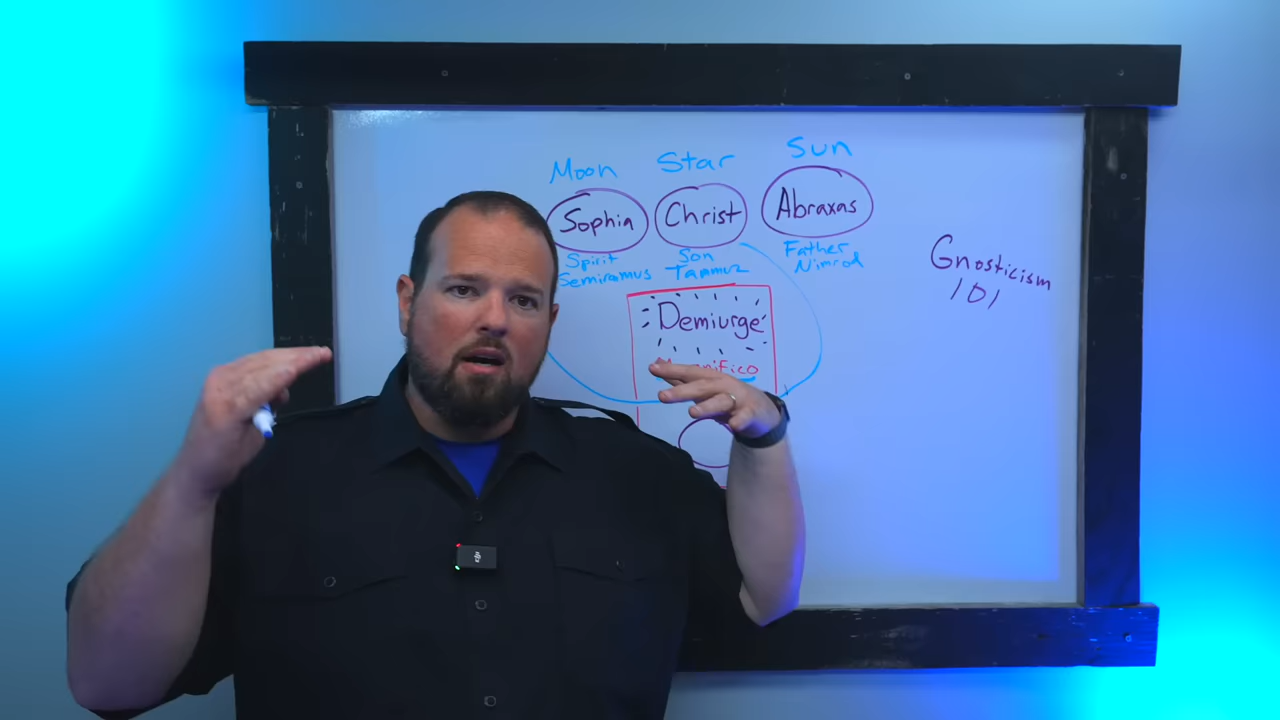 Moon
Star
Sun
Sophia
Christ
Abraxas
Spirit
Semiramus
Son
Tammuz
Father
Nimrod
Gnosticism
101
Demiurge